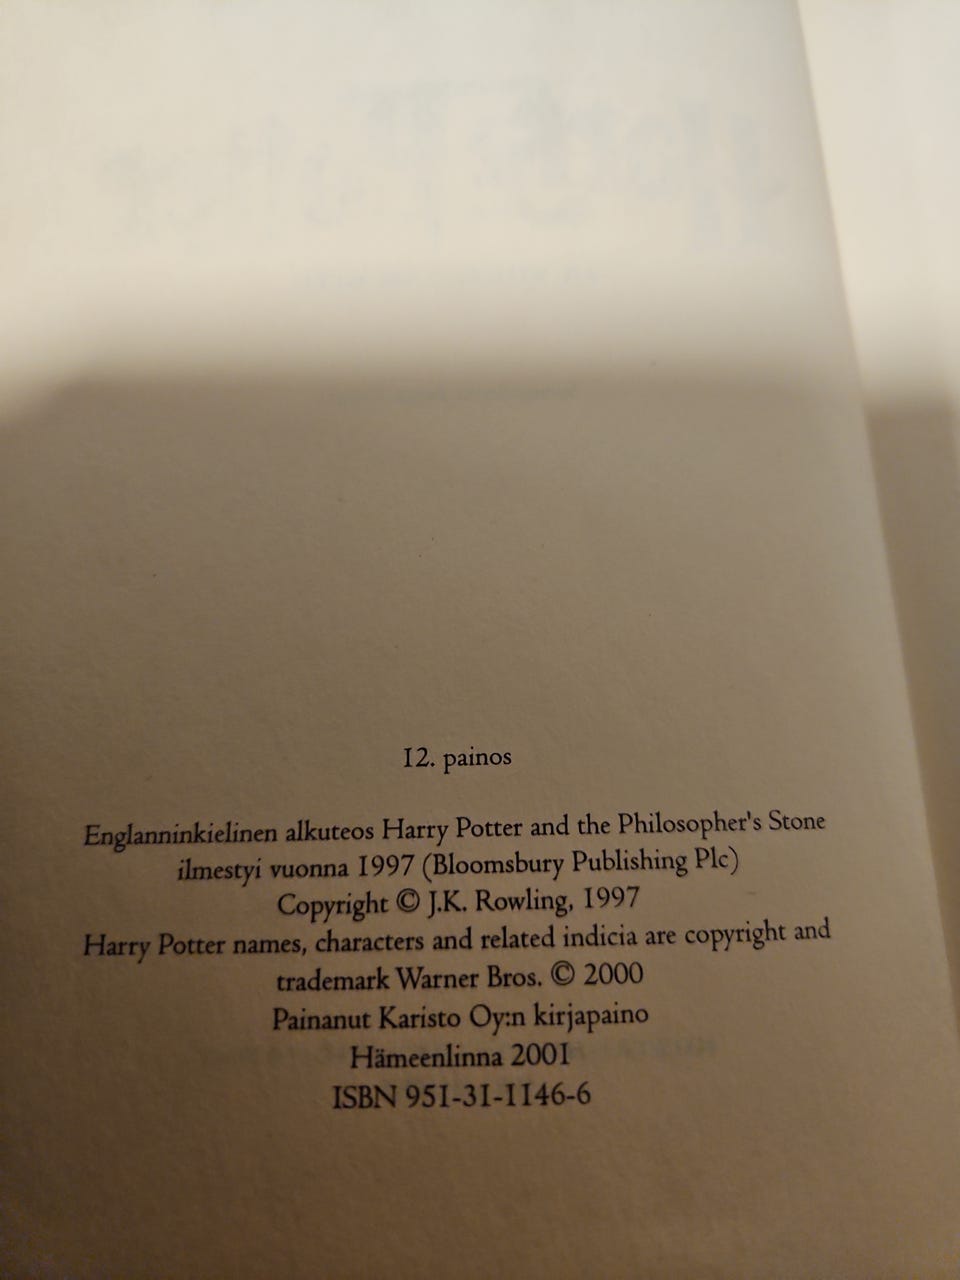 12. painos
Englanninkielinen alkuteos Harry Potter and the Philosopher's Stone
ilmestyi vuonna 1997 (Bloomsbury Publishing Plc)
Copyright © J.K. Rowling, 1997
Harry Potter names, characters and related indicia are copyright and
trademark Warner Bros. © 2000
Painanut Karisto Oy:n kirjapaino
Hämeenlinna 2001
ISBN 951-31-1146-6